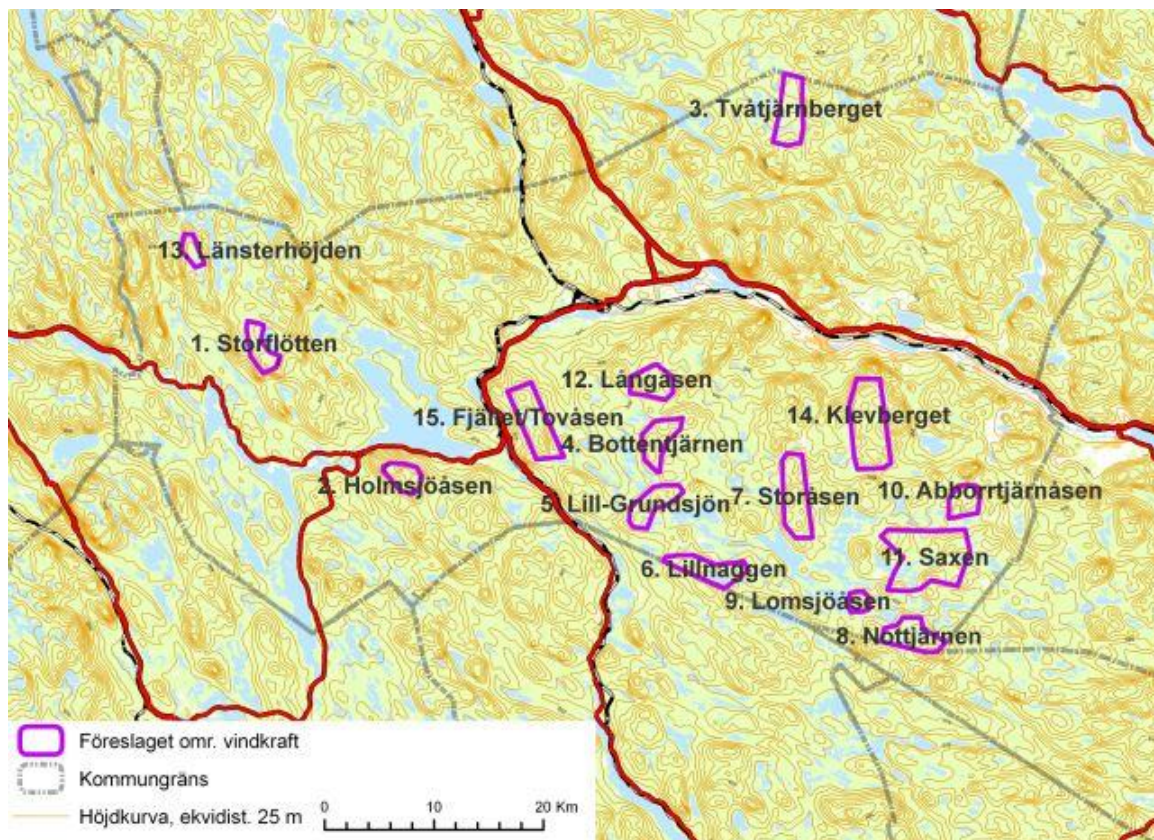 3. Tvåtjärnberget
13. Länsterhöjden
1. Storflötten
12. Långåsen
15. Fjähet/Tovåsen
14. Klevberget
4. Bottentjärnen
2. Holmsjöåsen
5. Lill-Grundsjön
7. Storåsen
10. Abborrtjärnåsen
6. Lillnaggen
11. Saxen
9. Lomsjöåsen
8. Nottjärnen
Föreslaget omr. vindkraft
Kommungräns
Höjdkurva, ekvidist. 25 m
0 10 20 Km